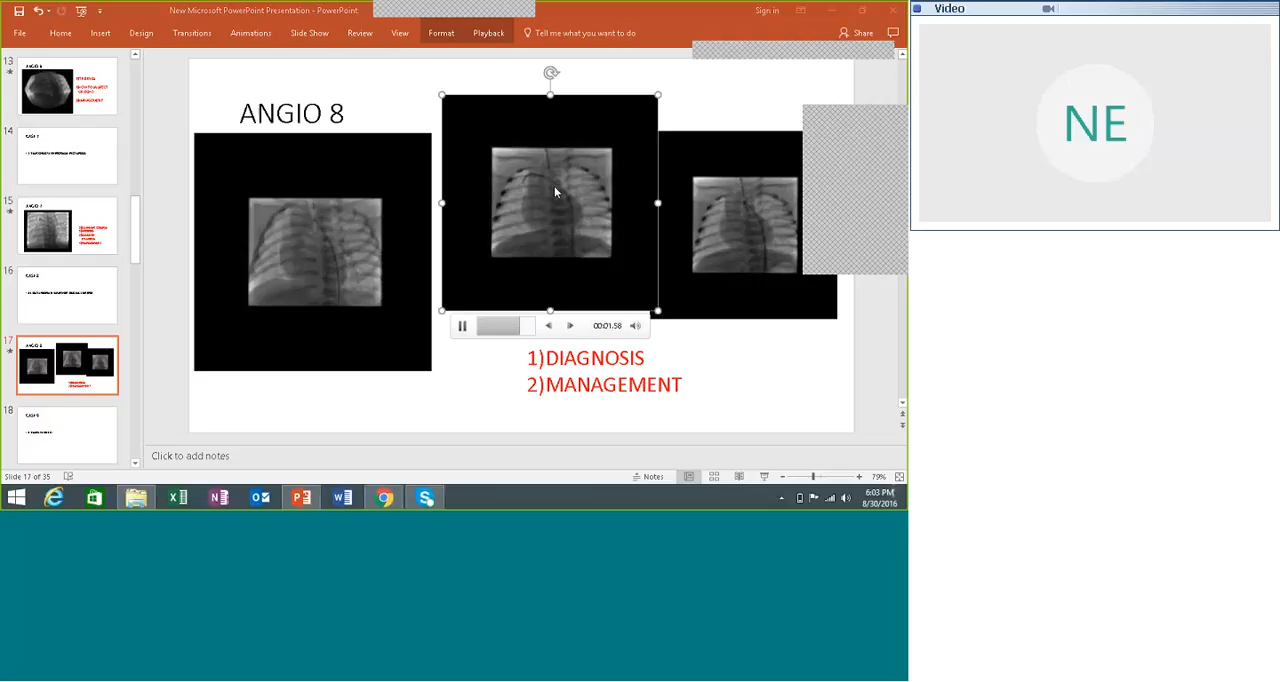 New Microsoft PowerPoint Presentation - PowerPoint
Sign in
File Home Insert Design Transitions Animations Slide Show Review View Format Playback Tell me what you want to do Share
Video
NE
13
14
15
16
17
18
ANGIO 8
00:01.58
1)DIAGNOSIS
2)MANAGEMENT
Click to add notes
Slide 17 of 35
Notes
79%
6:03 PM
8/30/2016